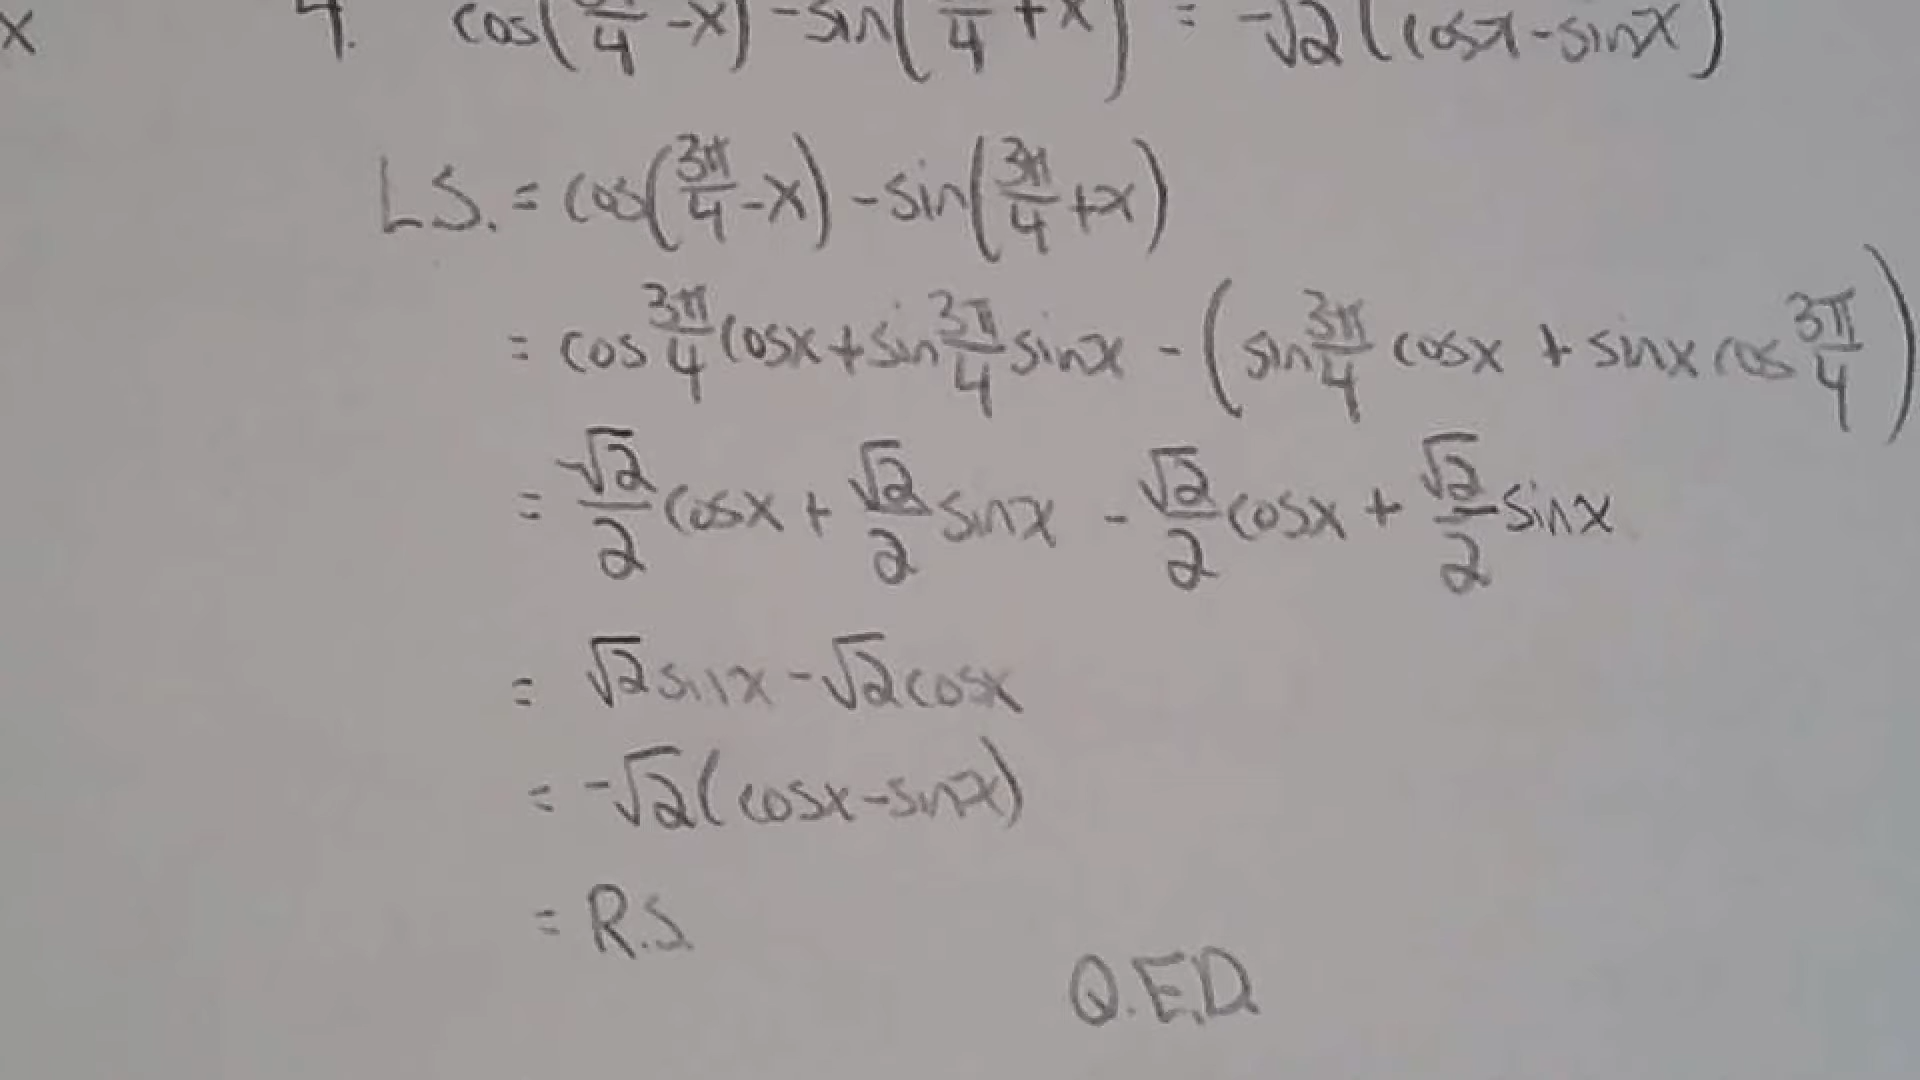 x 4. cos(3π/4 -x) - sin(3π/4 +x) = -√2(cosx-sinx)
L.S. = cos(3π/4 -x) - sin(3π/4 +x)
= cos 3π/4 cosx + sin 3π/4 sinx - (sin 3π/4 cosx + sinx cos 3π/4)
= -√2/2 cosx + √2/2 sinx - √2/2 cosx + √2/2 sinx
= √2 sinx - √2 cosx
= -√2(cosx-sinx)
= R.S.
Q.E.D.